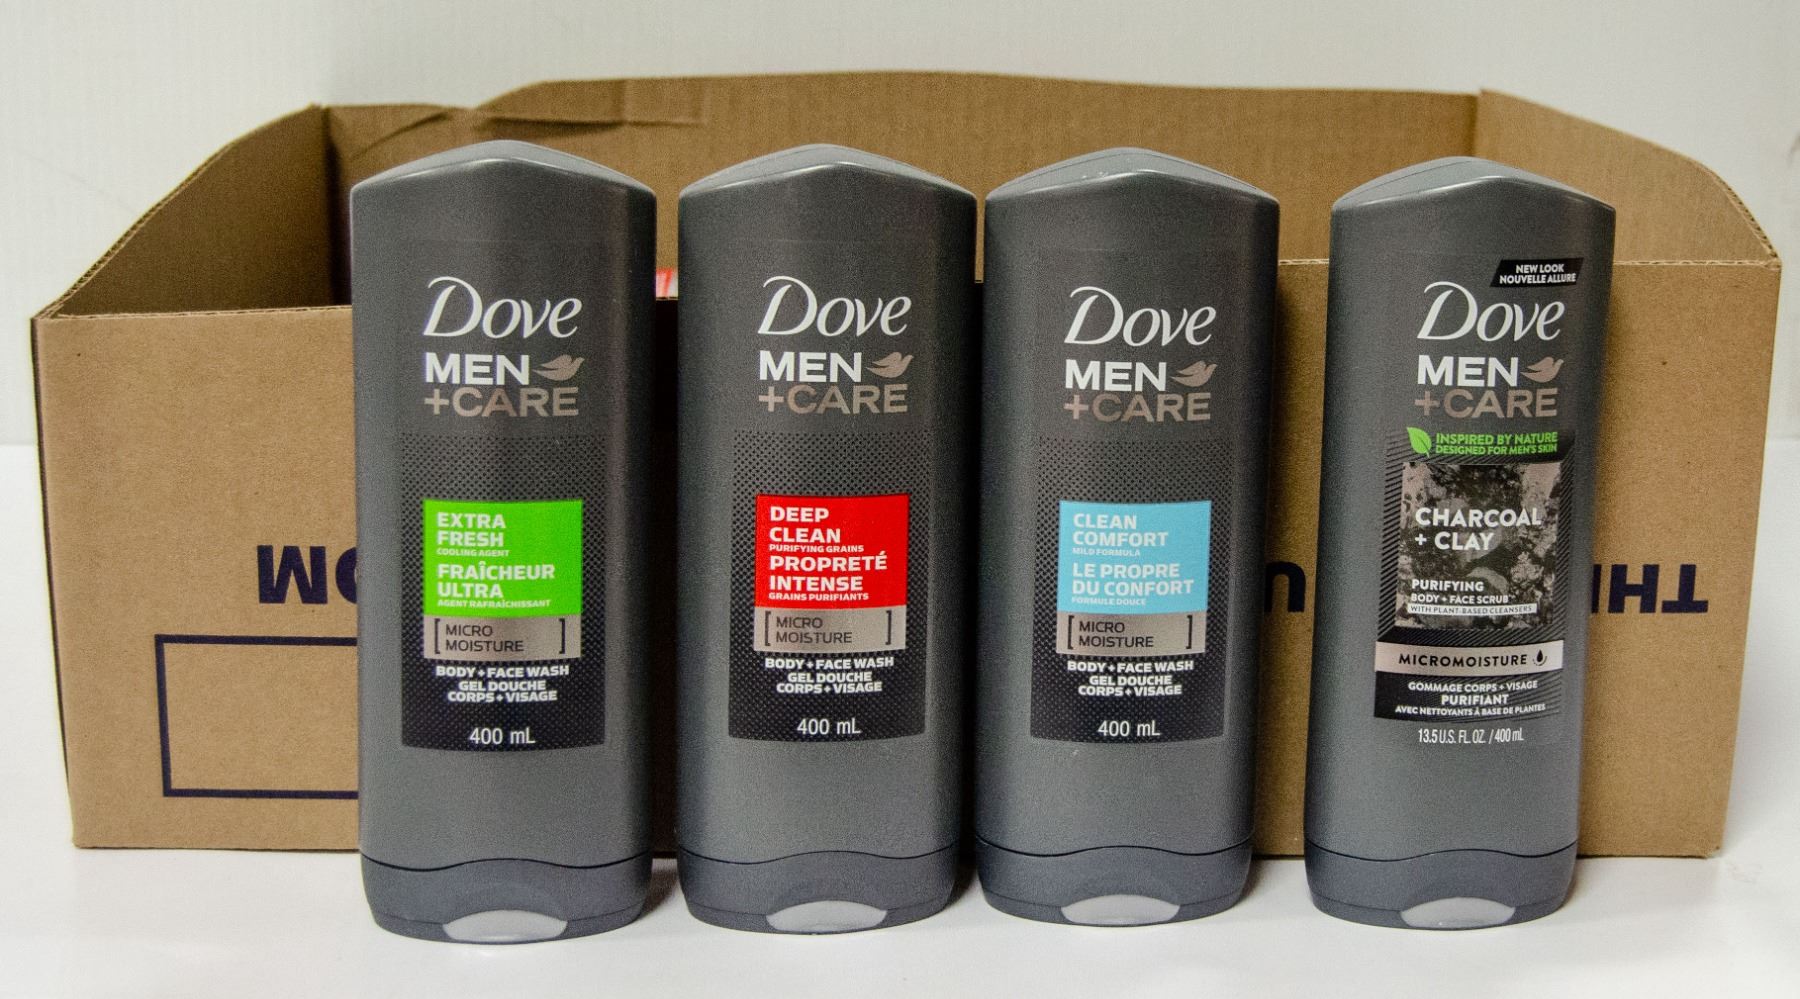 Dove
MEN
+CARE
EXTRA
FRESH
COOLING AGENT
FRAÎCHEUR
ULTRA
AGENT RAFRAÎCHISSANT
[MICRO
MOISTURE]
BODY+FACE WASH
GEL DOUCHE
CORPS+VISAGE
400 mL
Dove
MEN
+CARE
DEEP
CLEAN
PURIFYING GRAINS
PROPRETÉ
INTENSE
GRAINS PURIFIANTS
[MICRO
MOISTURE]
BODY+FACE WASH
GEL DOUCHE
CORPS+VISAGE
400 mL
Dove
MEN
+CARE
CLEAN
COMFORT
MILD FORMULA
LE PROPRE
DU CONFORT
FORMULE DOUCE
[MICRO
MOISTURE]
BODY+FACE WASH
GEL DOUCHE
CORPS+VISAGE
400 mL
NEW LOOK
NOUVELLE ALLURE
Dove
MEN
+CARE
INSPIRED BY NATURE
DESIGNED FOR MEN'S SKIN
CHARCOAL
+ CLAY
PURIFYING
BODY + FACE SCRUB
WITH PLANT-BASED CLEANSERS
MICROMOISTURE
GOMMAGE CORPS + VISAGE
PURIFIANT
AVEC NETTOYANTS À BASE DE PLANTES
13.5 U.S. FL. OZ. / 400 mL